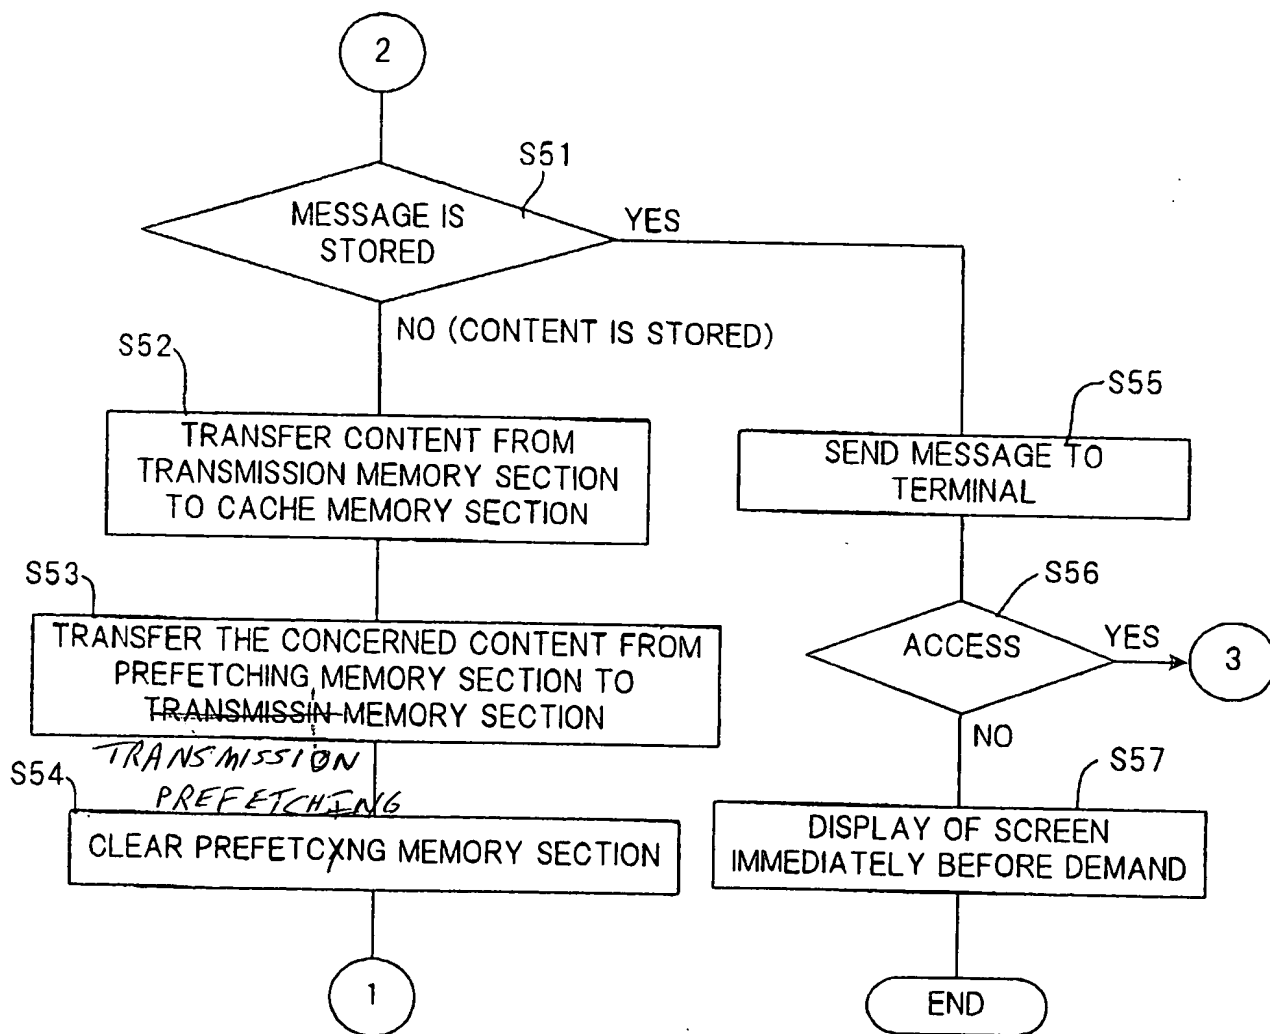 2
S51
MESSAGE IS
STORED
YES
NO (CONTENT IS STORED)
S52
TRANSFER CONTENT FROM
TRANSMISSION MEMORY SECTION
TO CACHE MEMORY SECTION
S55
SEND MESSAGE TO
TERMINAL
S53
TRANSFER THE CONCERNED CONTENT FROM
PREFETCHING MEMORY SECTION TO
TRANSMISSIN MEMORY SECTION
TRANSMISSION
S56
ACCESS
YES
3
NO
S54
PREFETCHING
CLEAR PREFETCXNG MEMORY SECTION
S57
DISPLAY OF SCREEN
IMMEDIATELY BEFORE DEMAND
1
END